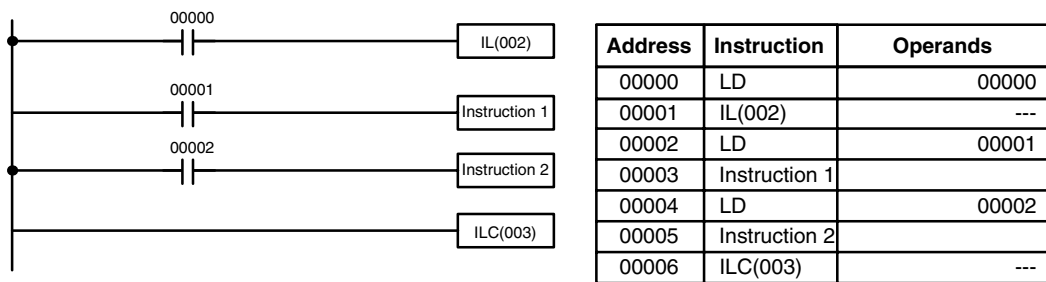 00000
IL(002)
00001
Instruction 1
00002
Instruction 2
ILC(003)
Address Instruction Operands
00000 LD 00000
00001 IL(002) ---
00002 LD 00001
00003 Instruction 1
00004 LD 00002
00005 Instruction 2
00006 ILC(003) ---